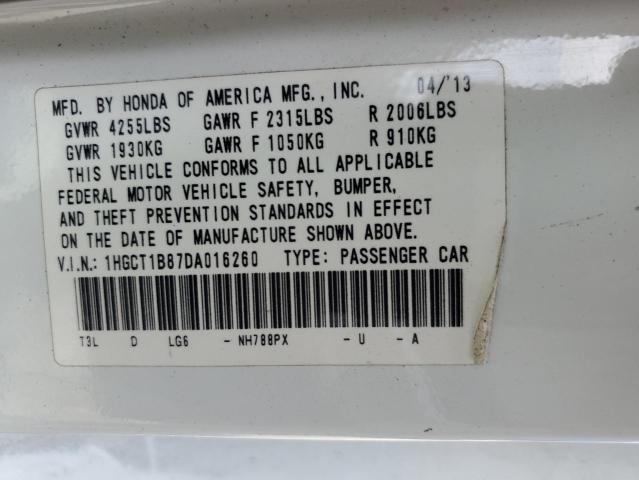 MFD. BY HONDA OF AMERICA MFG., INC. 04/'13
GVWR 4255LBS GAWR F 2315LBS R 2006LBS
GVWR 1930KG GAWR F 1050KG R 910KG
THIS VEHICLE CONFORMS TO ALL APPLICABLE
FEDERAL MOTOR VEHICLE SAFETY, BUMPER,
AND THEFT PREVENTION STANDARDS IN EFFECT
ON THE DATE OF MANUFACTURE SHOWN ABOVE.
V.I.N.: 1HGCT1B87DA016260 TYPE: PASSENGER CAR
T3L D LG6 - NH788PX - U - A